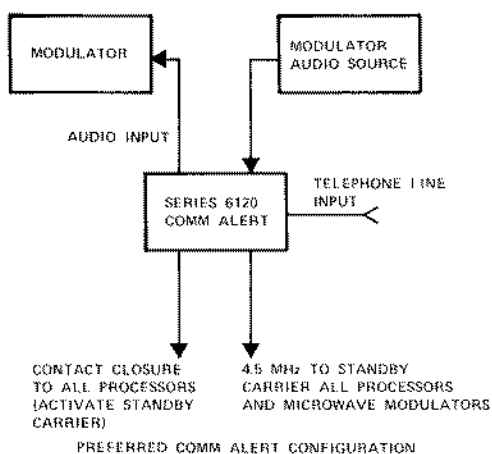 MODULATOR
MODULATOR
AUDIO SOURCE
AUDIO INPUT
SERIES 6120
COMM ALERT
TELEPHONE LINE
INPUT
CONTACT CLOSURE
TO ALL PROCESSORS
(ACTIVATE STANDBY
CARRIER)
4.5 MHz TO STANDBY
CARRIER ALL PROCESSORS
AND MICROWAVE MODULATORS
PREFERRED COMM ALERT CONFIGURATION